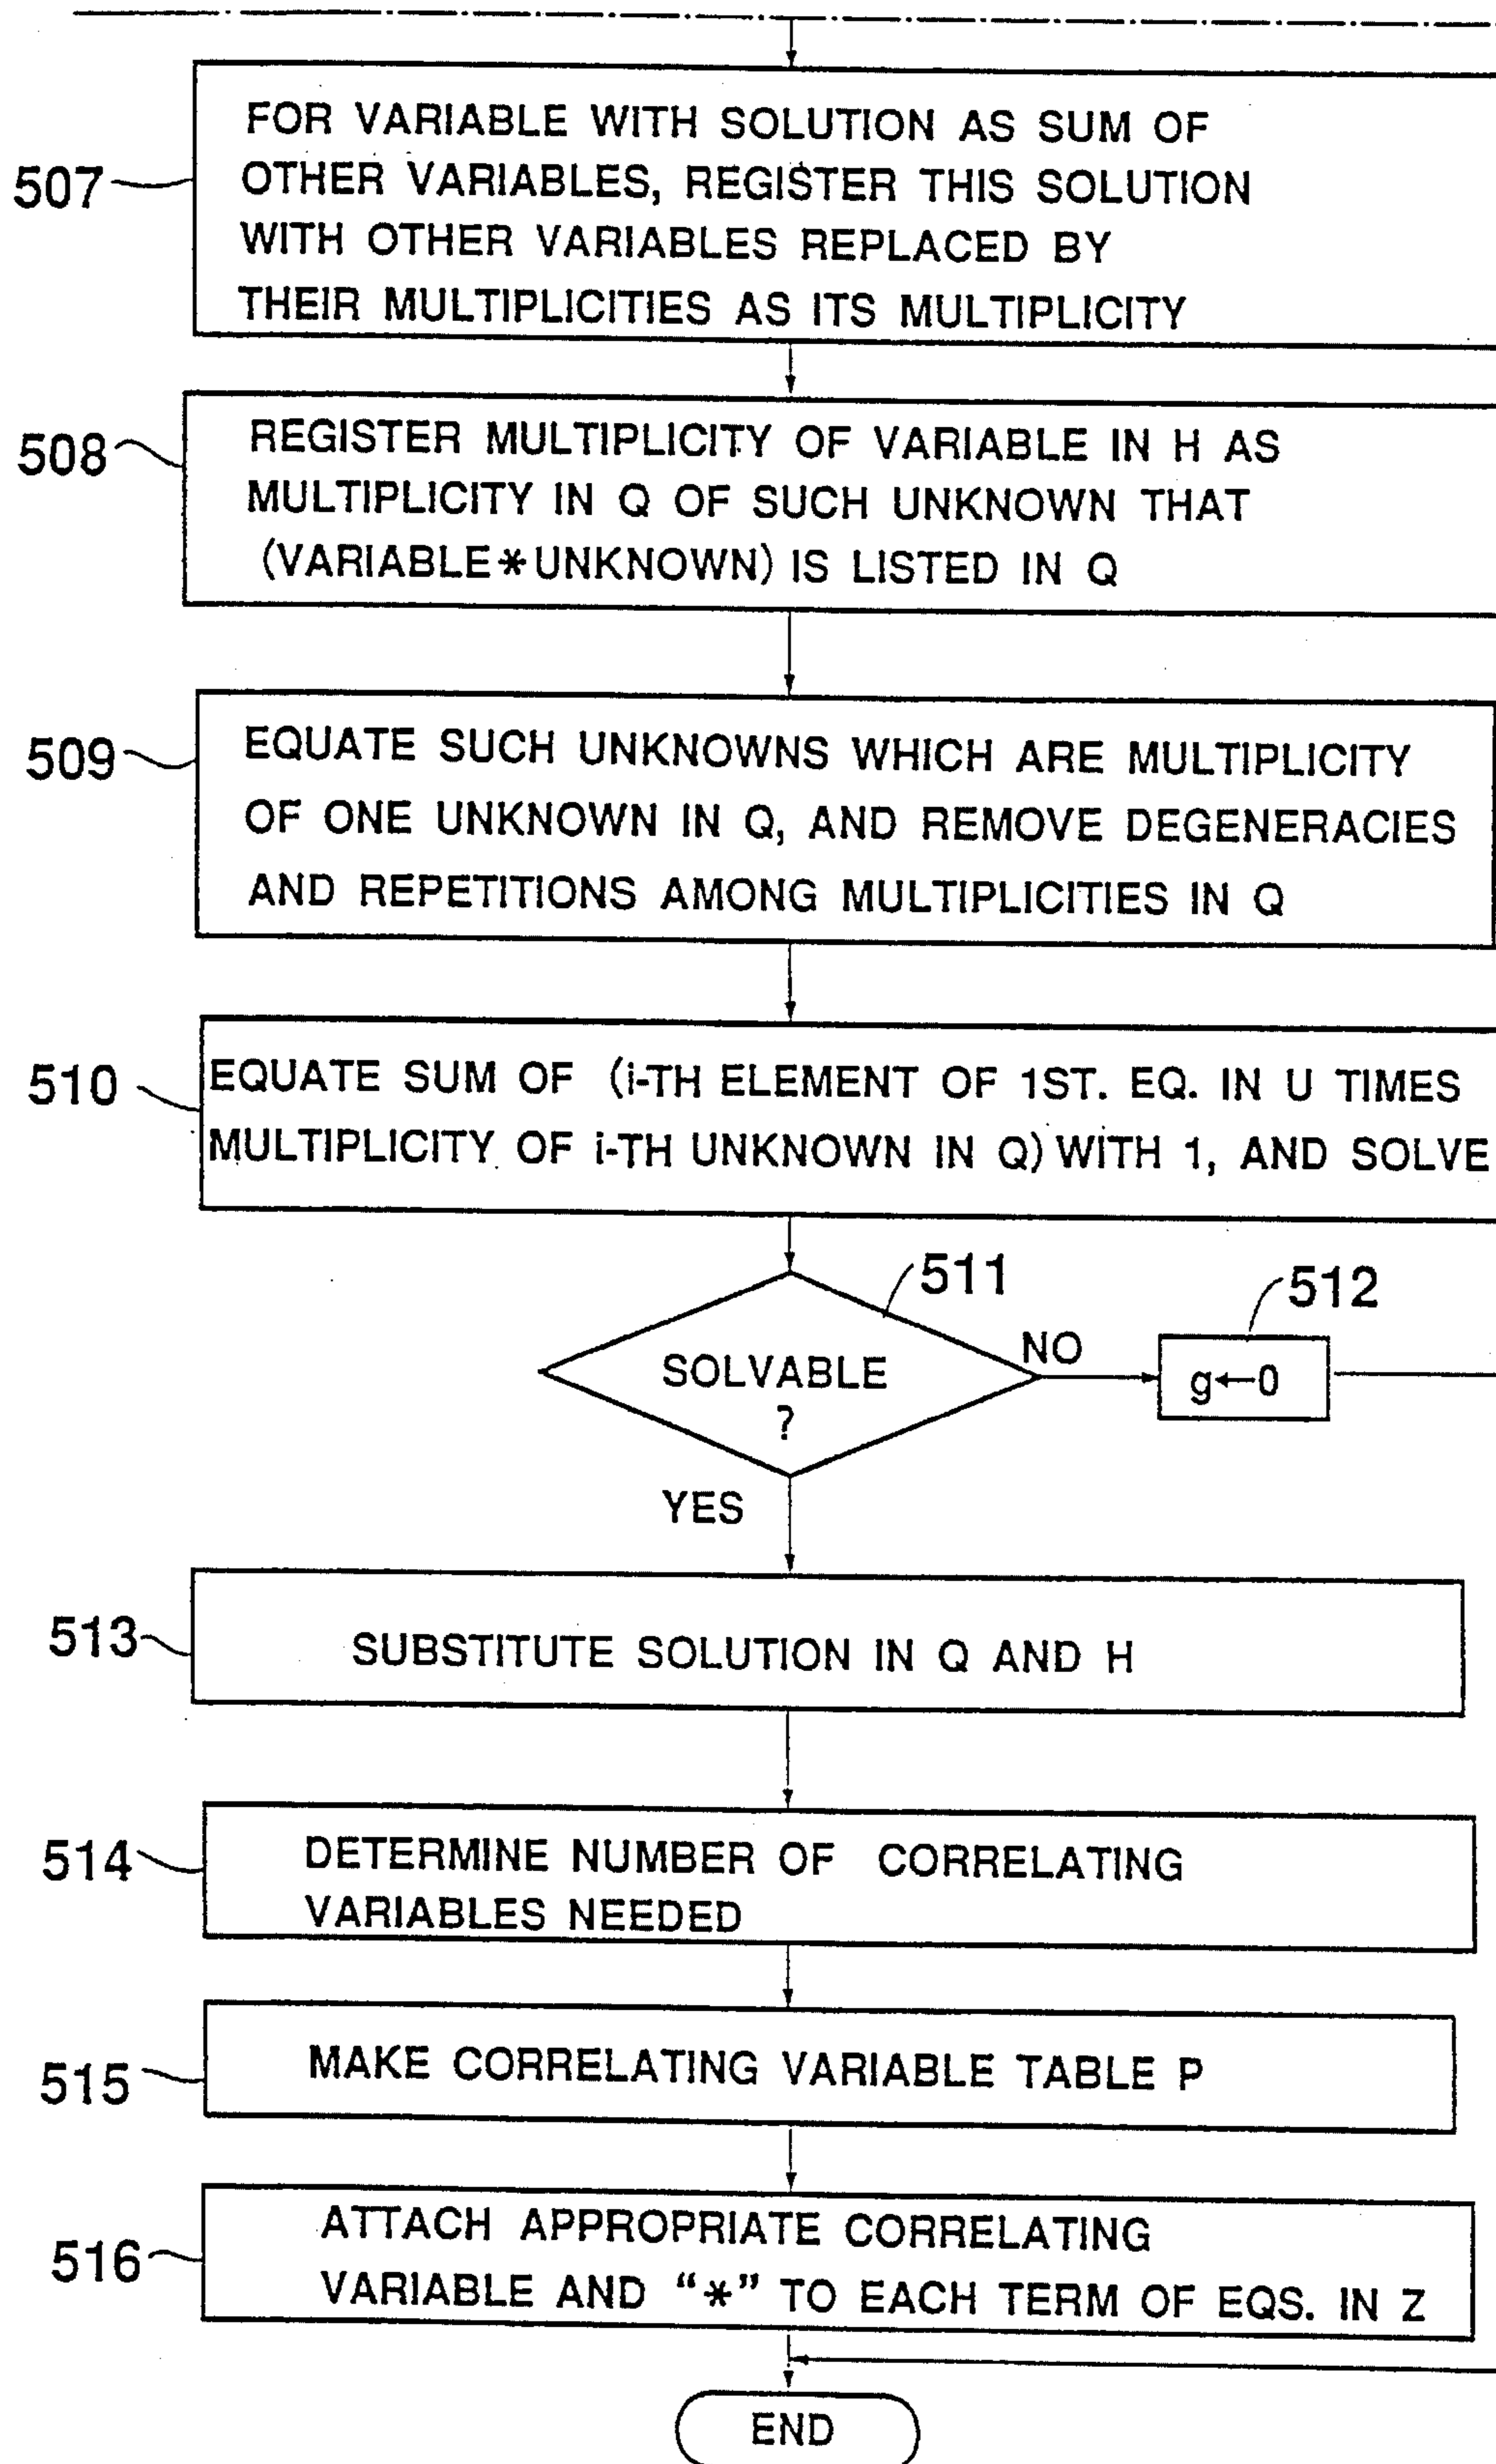 FOR VARIABLE WITH SOLUTION AS SUM OF
OTHER VARIABLES, REGISTER THIS SOLUTION
WITH OTHER VARIABLES REPLACED BY
THEIR MULTIPLICITIES AS ITS MULTIPLICITY
507
REGISTER MULTIPLICITY OF VARIABLE IN H AS
MULTIPLICITY IN Q OF SUCH UNKNOWN THAT
(VARIABLE*UNKNOWN) IS LISTED IN Q
508
EQUATE SUCH UNKNOWNS WHICH ARE MULTIPLICITY
OF ONE UNKNOWN IN Q, AND REMOVE DEGENERACIES
AND REPETITIONS AMONG MULTIPLICITIES IN Q
509
EQUATE SUM OF (i-TH ELEMENT OF 1ST. EQ. IN U TIMES
MULTIPLICITY OF i-TH UNKNOWN IN Q) WITH 1, AND SOLVE
510
511
SOLVABLE
?
NO
512
g←0
YES
513
SUBSTITUTE SOLUTION IN Q AND H
514
DETERMINE NUMBER OF CORRELATING
VARIABLES NEEDED
515
MAKE CORRELATING VARIABLE TABLE P
516
ATTACH APPROPRIATE CORRELATING
VARIABLE AND “*” TO EACH TERM OF EQS. IN Z
END